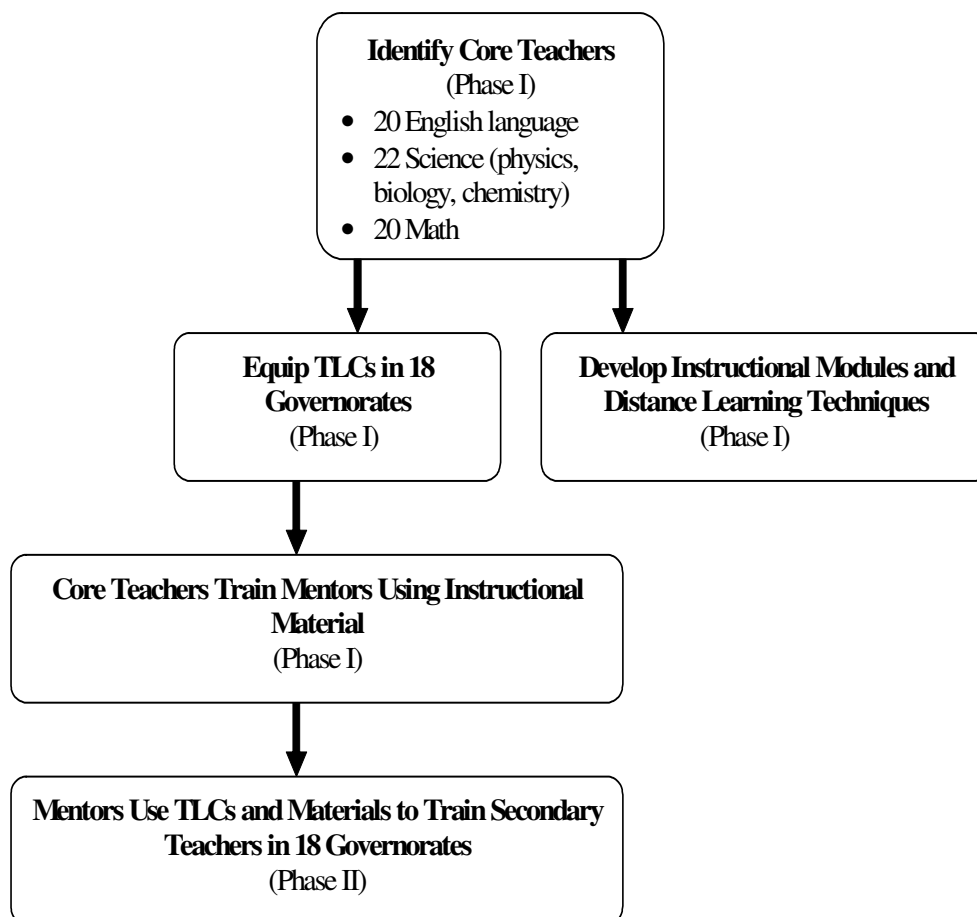 Identify Core Teachers
(Phase I)
• 20 English language
• 22 Science (physics,
biology, chemistry)
• 20 Math
Equip TLCs in 18
Governorates
(Phase I)
Develop Instructional Modules and
Distance Learning Techniques
(Phase I)
Core Teachers Train Mentors Using Instructional
Material
(Phase I)
Mentors Use TLCs and Materials to Train Secondary
Teachers in 18 Governorates
(Phase II)